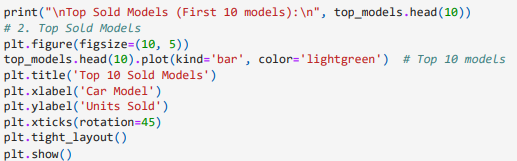 print("\nTop Sold Models (First 10 models):\n", top_models.head(10))
# 2. Top Sold Models
plt.figure(figsize=(10, 5))
top_models.head(10).plot(kind='bar', color='lightgreen')  # Top 10 models
plt.title('Top 10 Sold Models')
plt.xlabel('Car Model')
plt.ylabel('Units Sold')
plt.xticks(rotation=45)
plt.tight_layout()
plt.show()